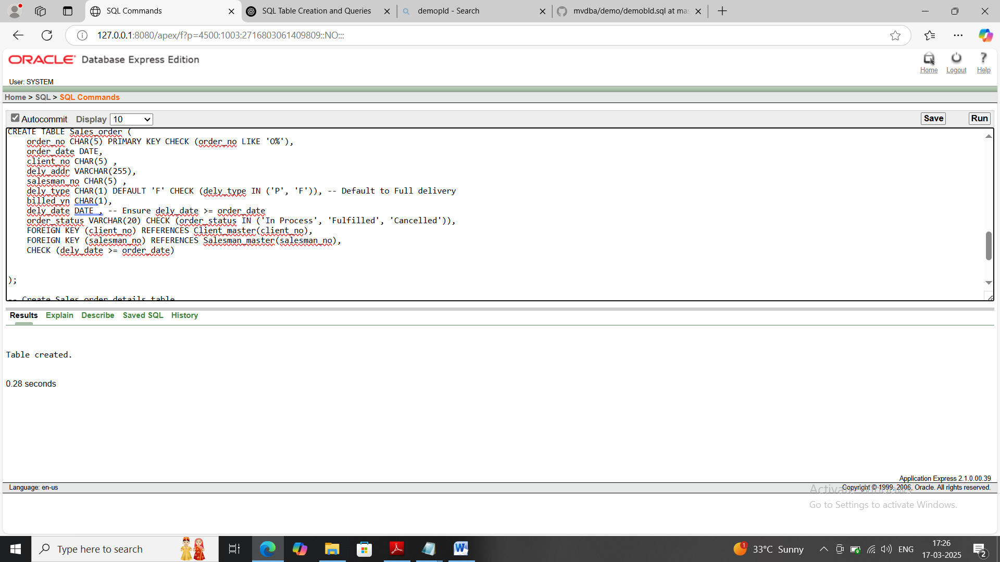 SQL Commands
SQL Table Creation and Queries
demopld - Search
mvdba/demo/demobld.sql at mas
127.0.0.1:8080/apex/f?p=4500:1003:2716803061409809::NO:::
ORACLE Database Express Edition
Home
Logout
Help
User: SYSTEM
Home > SQL > SQL Commands
Autocommit Display 10
Save
Run
CREATE TABLE Sales_order (
    order_no CHAR(5) PRIMARY KEY CHECK (order_no LIKE 'O%'),
    order_date DATE,
    client_no CHAR(5) ,
    dely_addr VARCHAR(255),
    salesman_no CHAR(5) ,
    dely_type CHAR(1) DEFAULT 'F' CHECK (dely_type IN ('P', 'F')), -- Default to Full delivery
    billed_yn CHAR(1),
    dely_date DATE , -- Ensure dely_date >= order_date
    order_status VARCHAR(20) CHECK (order_status IN ('In Process', 'Fulfilled', 'Cancelled')),
    FOREIGN KEY (client_no) REFERENCES Client_master(client_no),
    FOREIGN KEY (salesman_no) REFERENCES Salesman_master(salesman_no),
    CHECK (dely_date >= order_date)
);
-- Create Sales_order_details table
Results Explain Describe Saved SQL History
Table created.
0.28 seconds
Application Express 2.1.0.00.39
Language: en-us
Copyright © 1999, 2006, Oracle. All rights reserved.
Activate Windows
Go to Settings to activate Windows.
Type here to search
1
33°C Sunny
ENG
17:26
17-03-2025
2